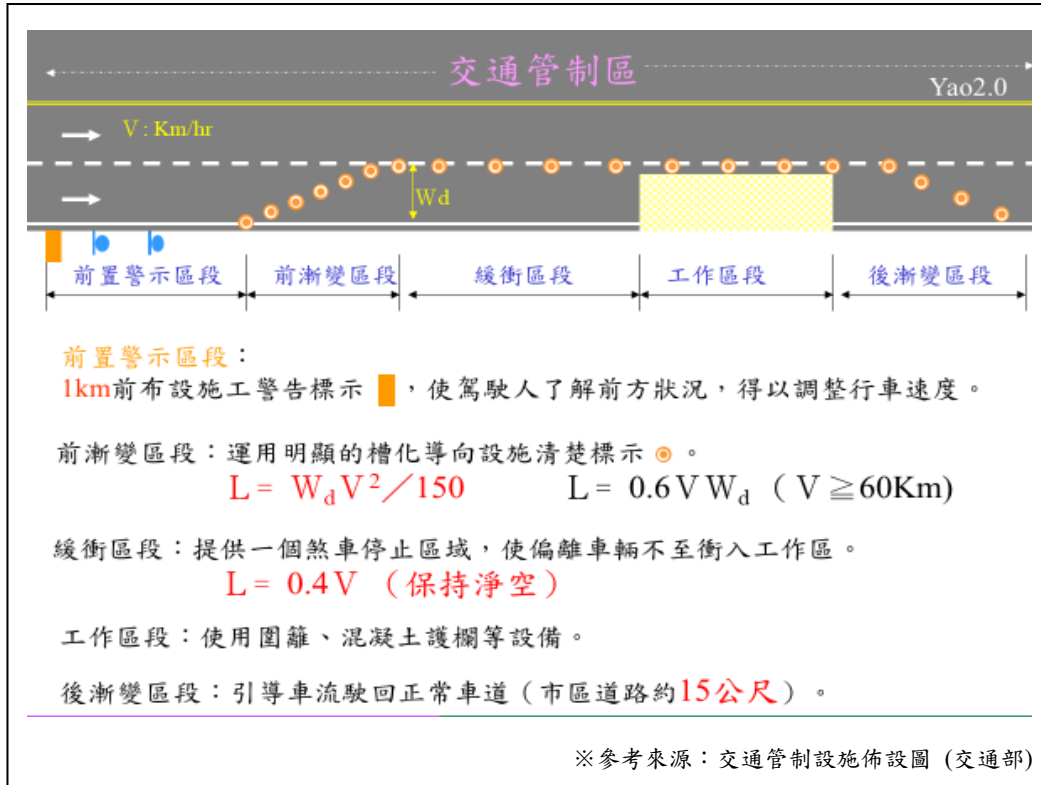 交通管制區
Yao2.0
V : Km/hr
Wd
前置警示區段 前漸變區段 緩衝區段 工作區段 後漸變區段
前置警示區段：
1km前布設施工警告標示 ，使駕駛人了解前方狀況，得以調整行車速度。
前漸變區段：運用明顯的槽化導向設施清楚標示 。
L= WdV²／150 L= 0.6VWd （V≧60Km)
緩衝區段：提供一個煞車停止區域，使偏離車輛不至衝入工作區。
L= 0.4V （保持淨空）
工作區段：使用圍籬、混凝土護欄等設備。
後漸變區段：引導車流駛回正常車道（市區道路約15公尺）。
※參考來源：交通管制設施佈設圖 (交通部)